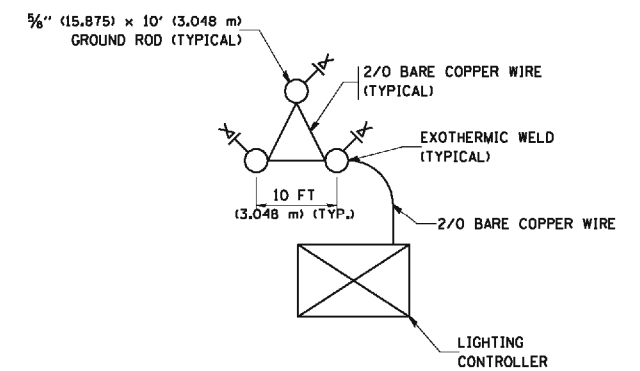 ⅝" (15.875) x 10' (3.048 m)
GROUND ROD (TYPICAL)
2/0 BARE COPPER WIRE
(TYPICAL)
EXOTHERMIC WELD
(TYPICAL)
10 FT
(3.048 m) (TYP.)
2/0 BARE COPPER WIRE
LIGHTING
CONTROLLER